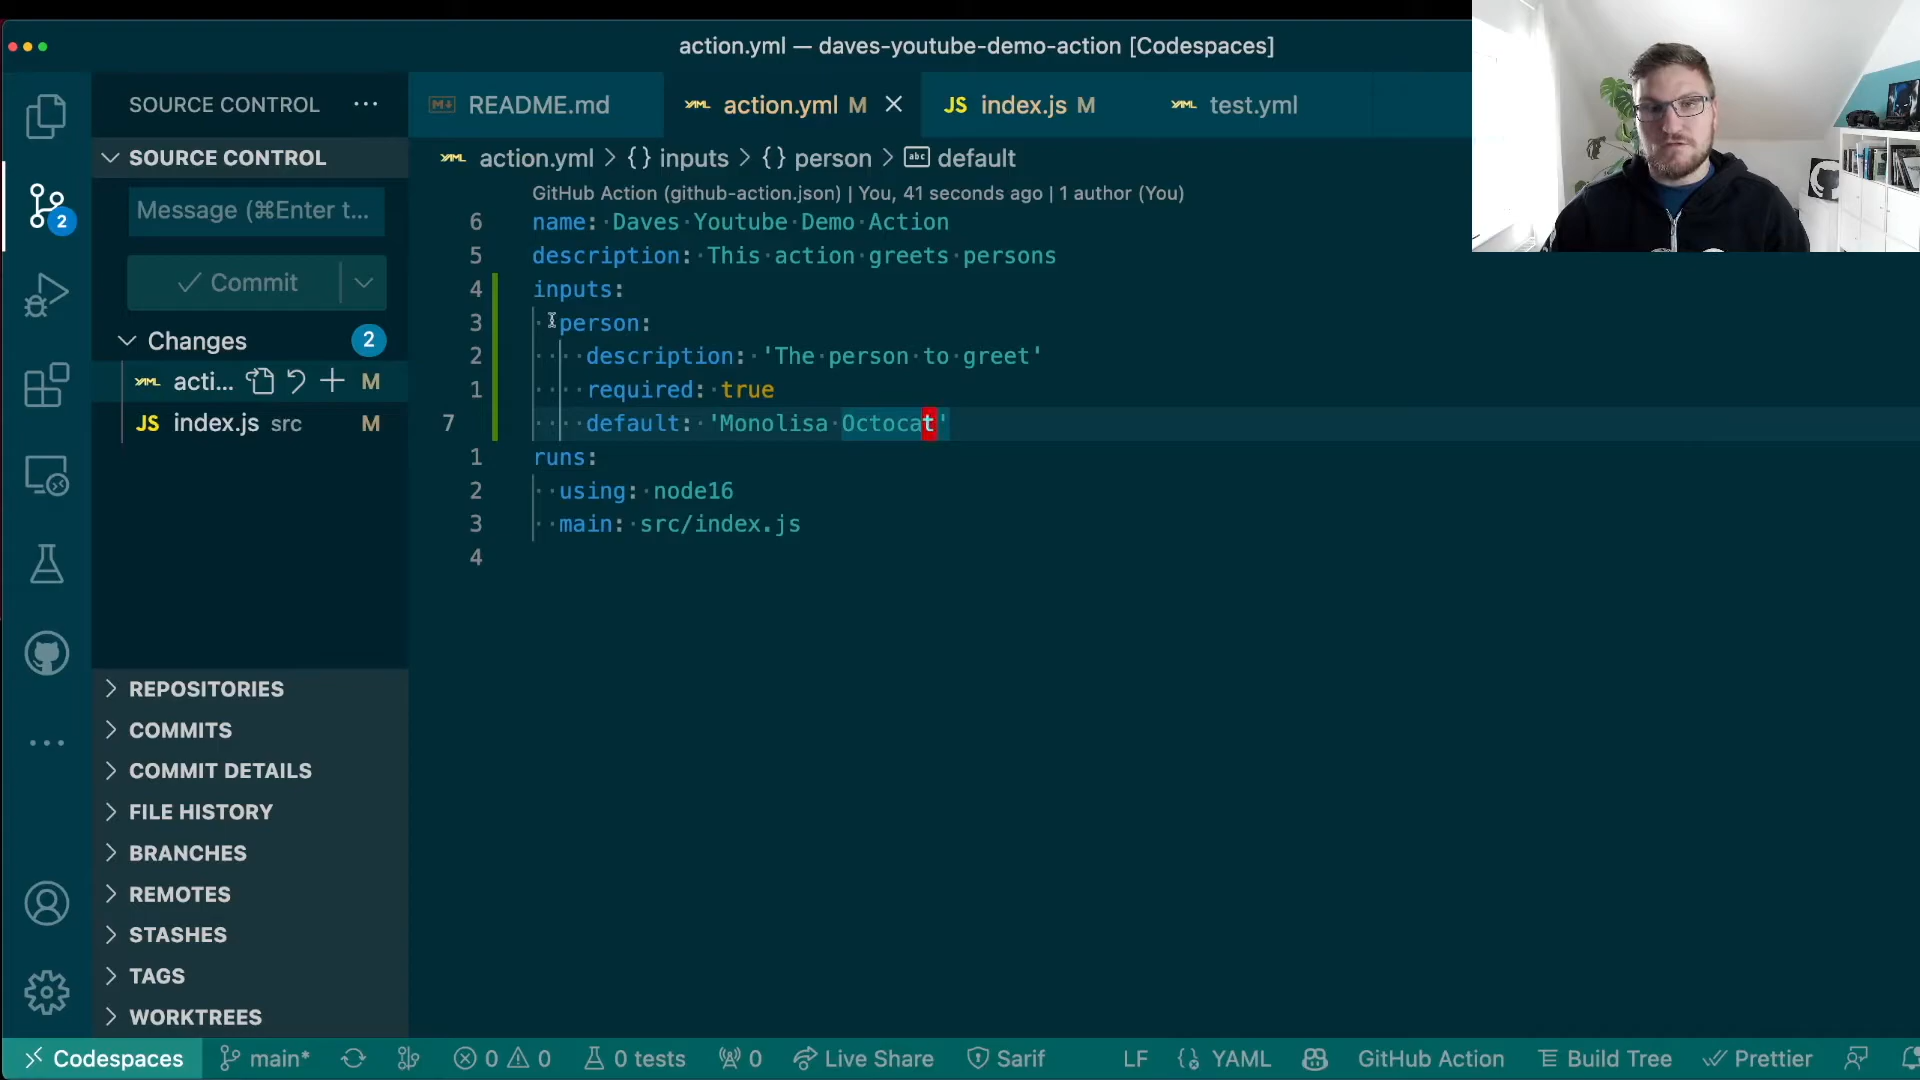 action.yml — daves-youtube-demo-action [Codespaces]
SOURCE CONTROL ···
README.md
action.yml M
JS index.js M
test.yml
SOURCE CONTROL
action.yml > {} inputs > {} person > abc default
2
Message (⌘Enter t...
GitHub Action (github-action.json) | You, 41 seconds ago | 1 author (You)
6 name: Daves Youtube Demo Action
5 description: This action greets persons
✓ Commit
4 inputs:
3 person:
Changes 2
2 description: 'The person to greet'
acti... M
1 required: true
JS index.js src M
7 default: 'Monolisa Octocat'
1 runs:
2 using: node16
3 main: src/index.js
4
REPOSITORIES
COMMITS
COMMIT DETAILS
FILE HISTORY
BRANCHES
REMOTES
STASHES
TAGS
WORKTREES
Codespaces main* 0 0 0 tests 0 Live Share Sarif LF YAML GitHub Action Build Tree Prettier